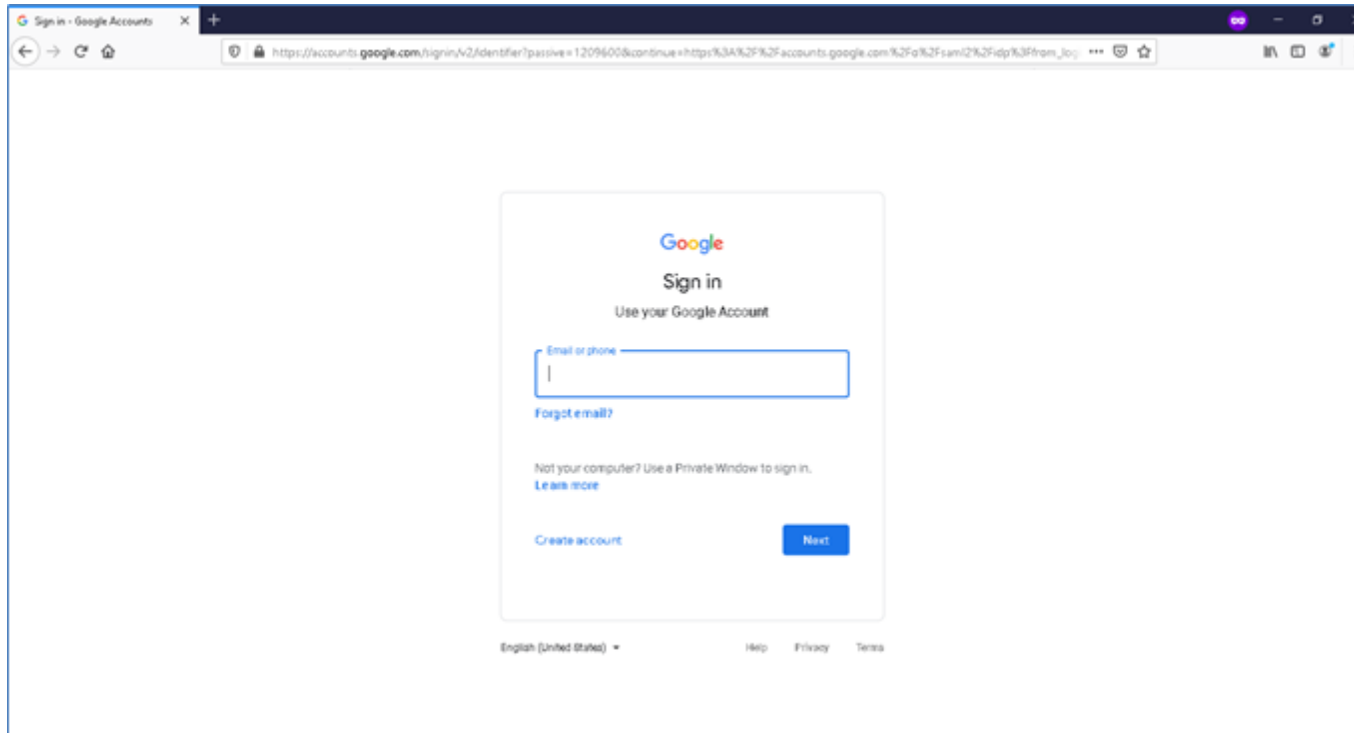 Sign in - Google Accounts
https://accounts.google.com/signin/v2/identifier?passive=1209600&continue=https%3A%2F%2Faccounts.google.com%2Fo%2Fsaml2%2Fidp%3Ffrom_log
Google
Sign in
Use your Google Account
Email or phone
Forgot email?
Not your computer? Use a Private Window to sign in.
Learn more
Create account
Next
English (United States)
Help Privacy Terms